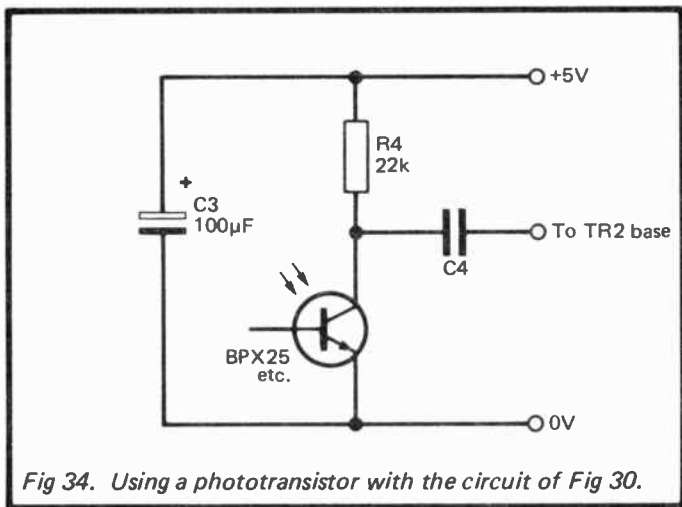 +5V
R4
22k
+
C3
100µF
To TR2 base
C4
BPX25
etc.
0V
Fig 34. Using a phototransistor with the circuit of Fig 30.